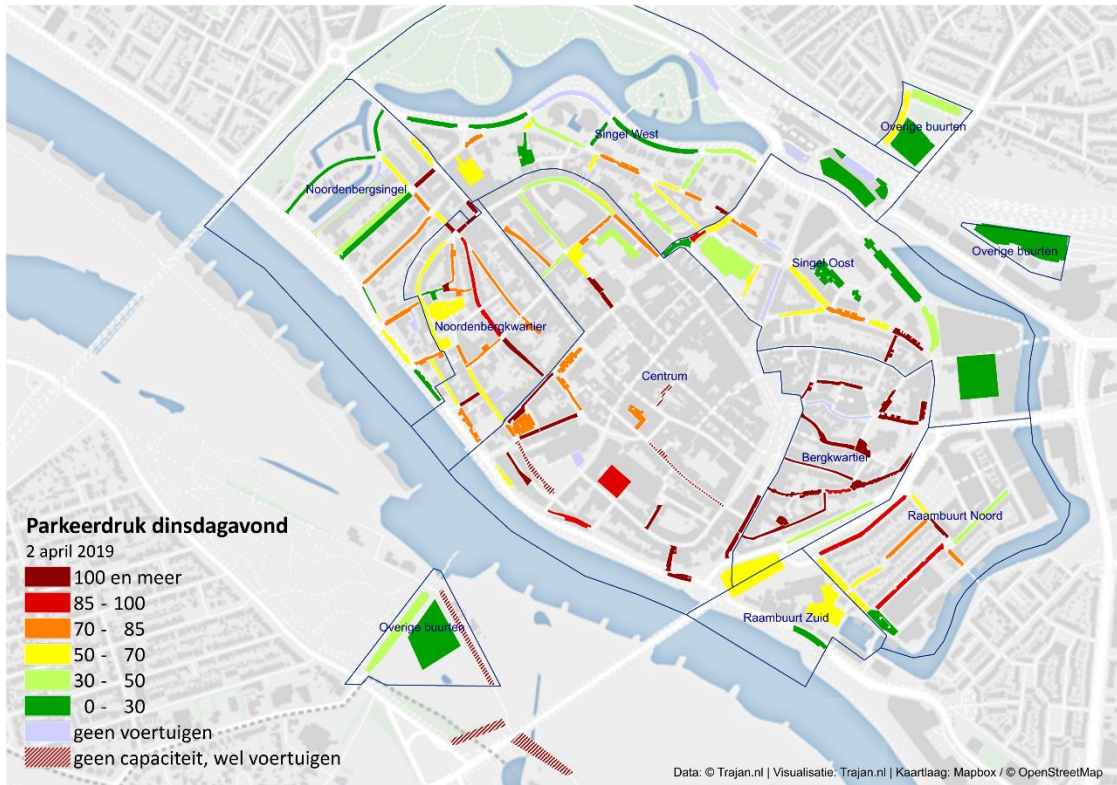 Overige buurten
Singel West
Noordenbergsingel
Overige buurten
Singel Oost
Noordenbergkwartier
Centrum
Bergkwartier
Raambuurt Noord
Raambuurt Zuid
Overige buurten
Parkeerdruk dinsdagavond
2 april 2019
100 en meer
85 - 100
70 - 85
50 - 70
30 - 50
0 - 30
geen voertuigen
geen capaciteit, wel voertuigen
Data: © Trajan.nl | Visualisatie: Trajan.nl | Kaartlaag: Mapbox / © OpenStreetMap